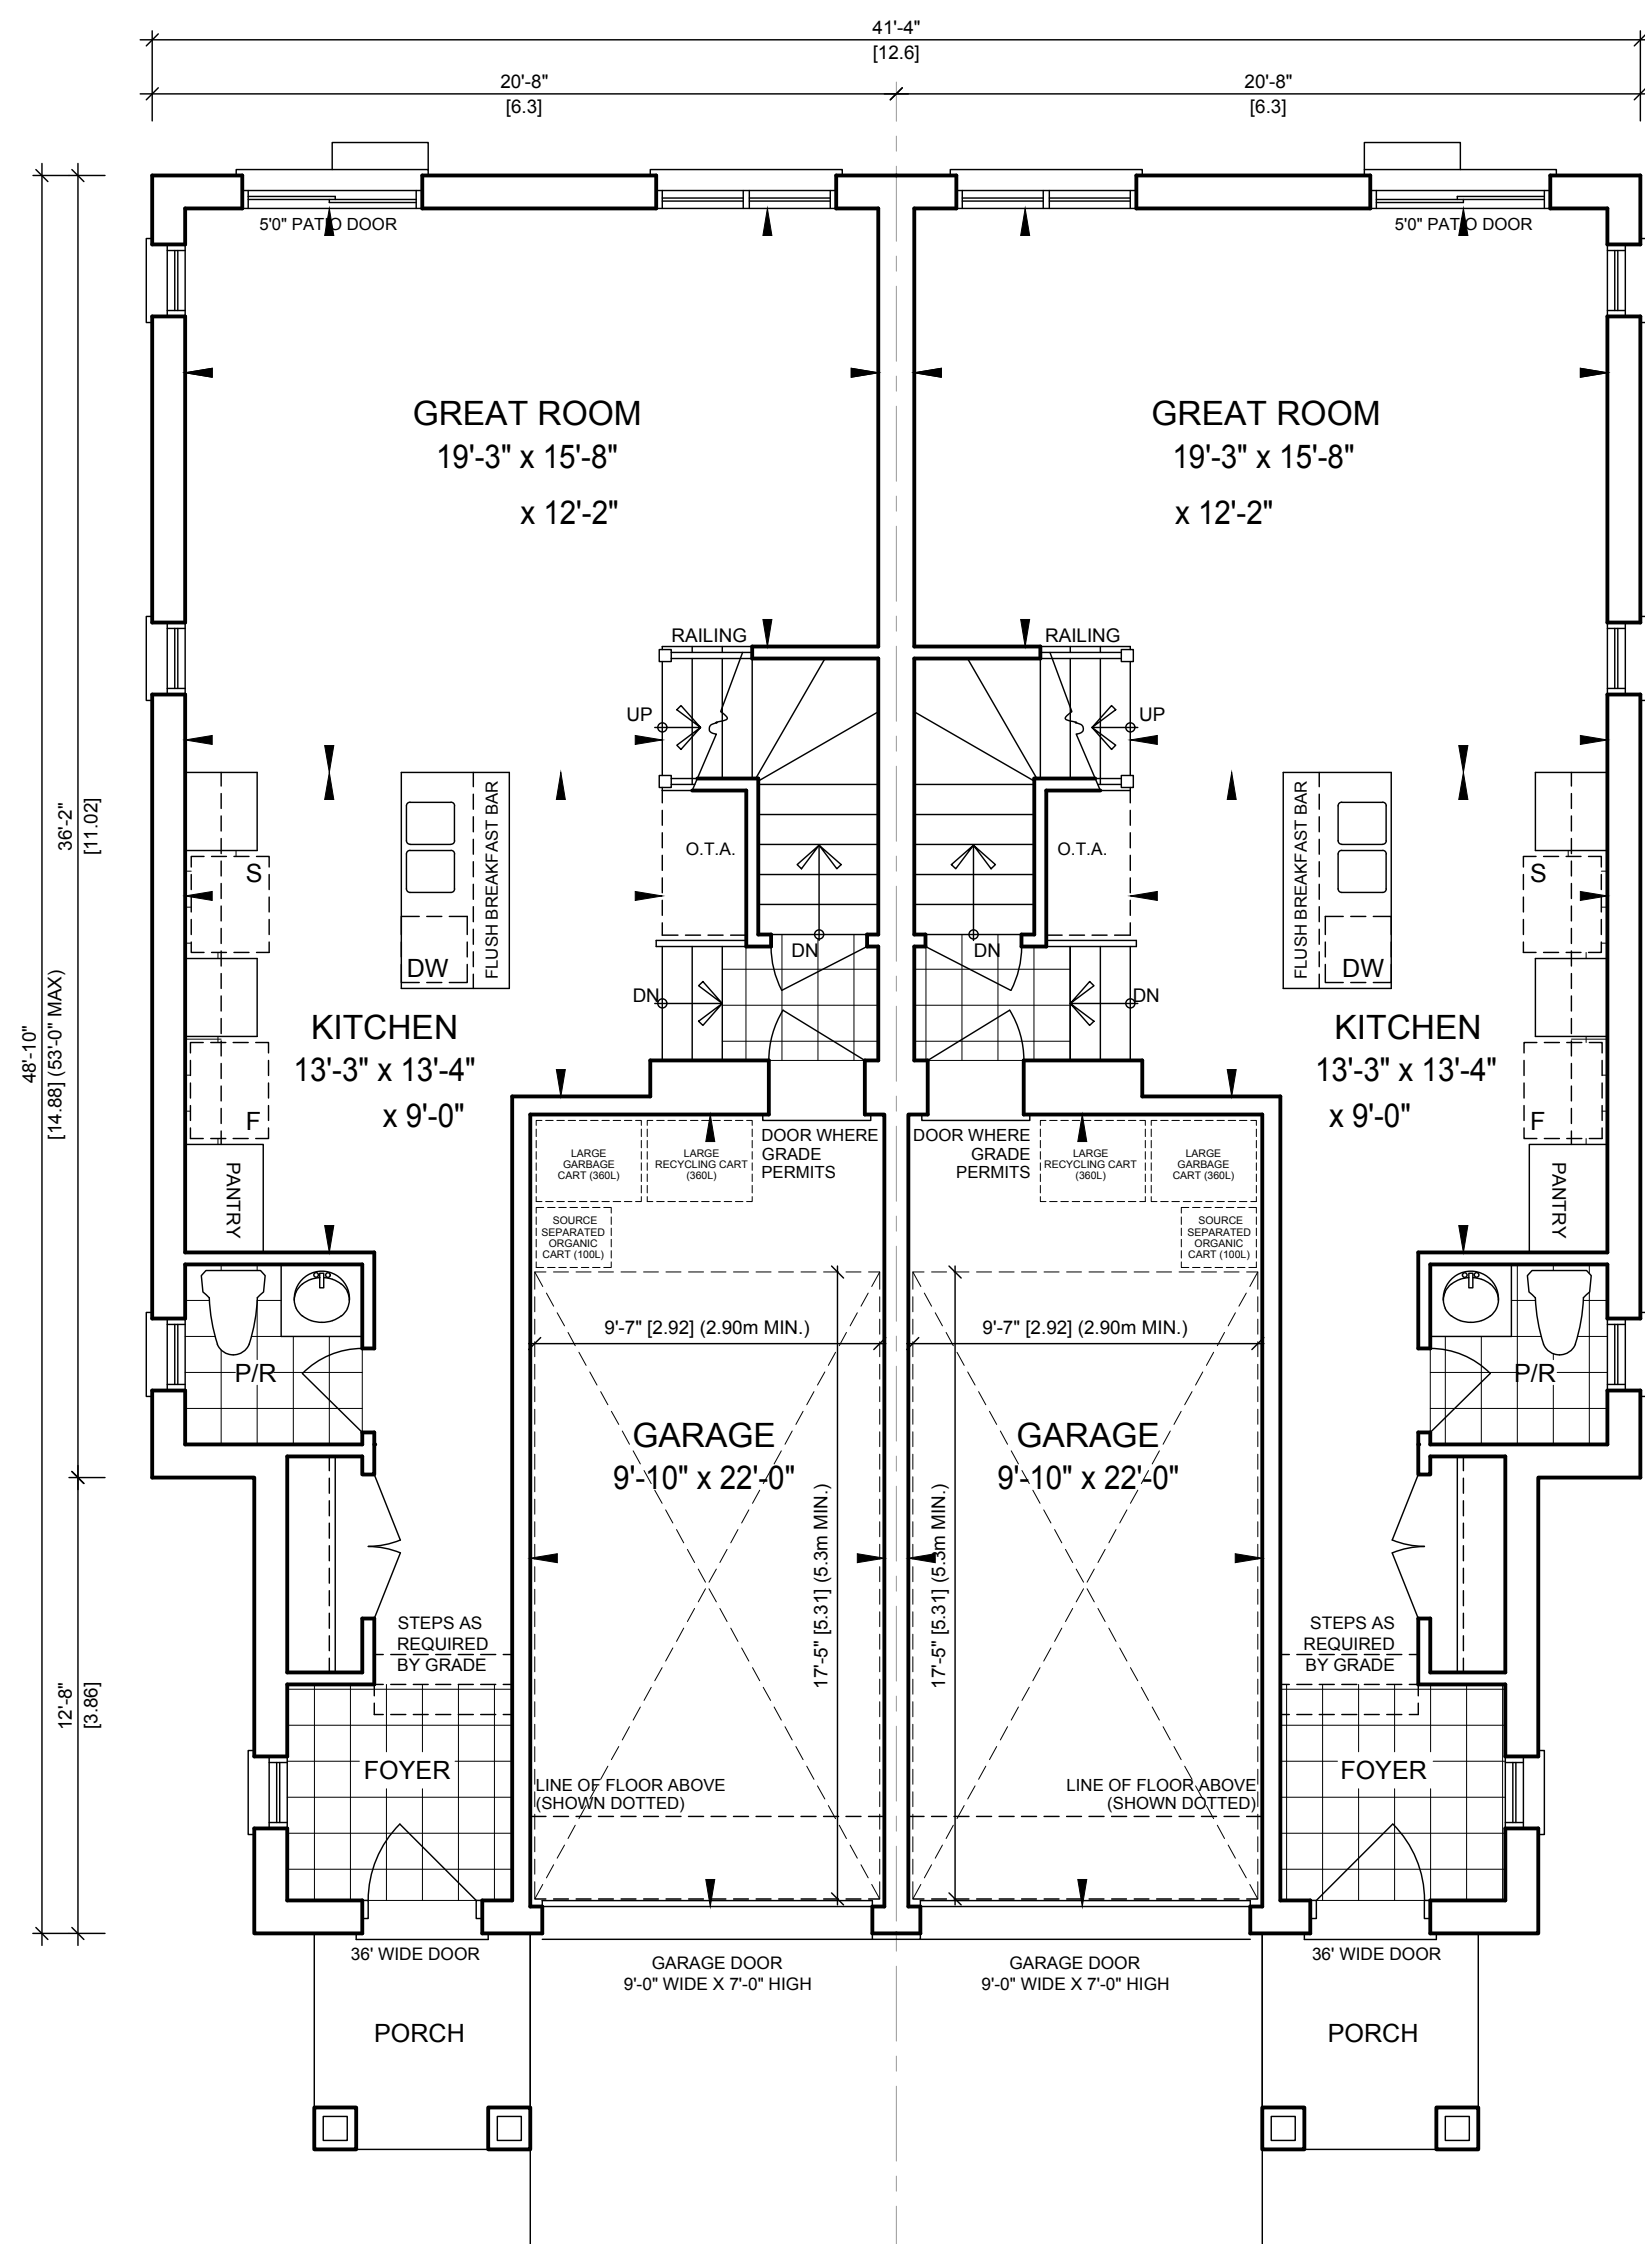 41'-4"
[12.6]
20'-8"
[6.3]
20'-8"
[6.3]
5'0" PATIO DOOR
5'0" PATIO DOOR
GREAT ROOM
19'-3" x 15'-8"
x 12'-2"
GREAT ROOM
19'-3" x 15'-8"
x 12'-2"
RAILING
RAILING
UP
UP
36'-2"
[11.02]
48'-10"
[14.88] (53'-0" MAX)
S
FLUSH BREAKFAST BAR
O.T.A.
O.T.A.
FLUSH BREAKFAST BAR
S
DW
DN
DN
DW
DN
DN
KITCHEN
13'-3" x 13'-4"
x 9'-0"
KITCHEN
13'-3" x 13'-4"
x 9'-0"
F
F
PANTRY
PANTRY
LARGE
GARBAGE
CART (360L)
LARGE
RECYCLING CART
(360L)
DOOR WHERE
GRADE
PERMITS
DOOR WHERE
GRADE
PERMITS
LARGE
RECYCLING CART
(360L)
LARGE
GARBAGE
CART (360L)
SOURCE
SEPARATED
ORGANIC
CART (100L)
SOURCE
SEPARATED
ORGANIC
CART (100L)
9'-7" [2.92] (2.90m MIN.)
9'-7" [2.92] (2.90m MIN.)
P/R
P/R
GARAGE
9'-10" x 22'-0"
GARAGE
9'-10" x 22'-0"
17'-5" [5.31] (5.3m MIN.)
17'-5" [5.31] (5.3m MIN.)
12'-8"
[3.86]
STEPS AS
REQUIRED
BY GRADE
STEPS AS
REQUIRED
BY GRADE
FOYER
FOYER
LINE OF FLOOR ABOVE
(SHOWN DOTTED)
LINE OF FLOOR ABOVE
(SHOWN DOTTED)
36' WIDE DOOR
GARAGE DOOR
9'-0" WIDE X 7'-0" HIGH
GARAGE DOOR
9'-0" WIDE X 7'-0" HIGH
36' WIDE DOOR
PORCH
PORCH